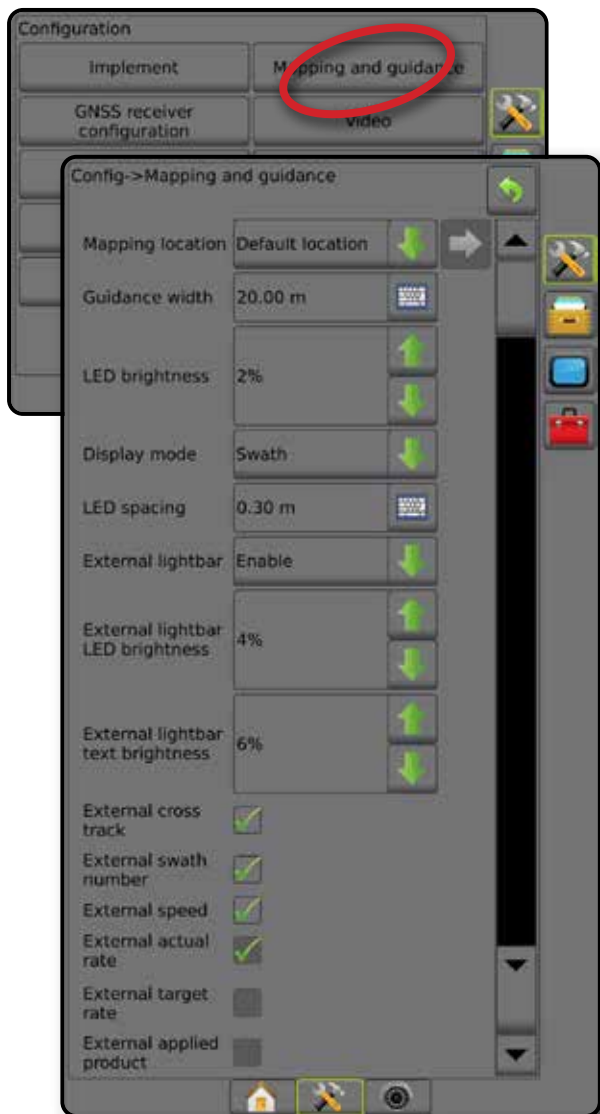 Configuration
Implement
Mapping and guidance
GNSS receiver
configuration
Video
Config->Mapping and guidance
Mapping location
Default location
Guidance width
20.00 m
LED brightness
2%
Display mode
Swath
LED spacing
0.30 m
External lightbar
Enable
External lightbar
LED brightness
4%
External lightbar
text brightness
6%
External cross
track
External swath
number
External speed
External actual
rate
External target
rate
External applied
product